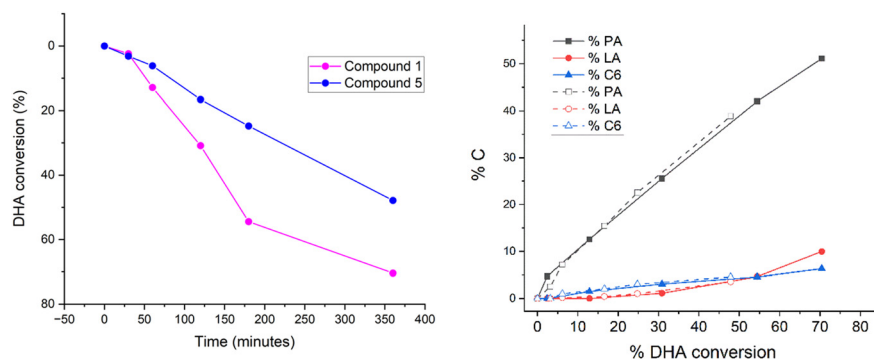 0
20
40
60
80
DHA conversion (%)
Compound 1
Compound 5
−50 0 50 100 150 200 250 300 350 400
Time (minutes)
% PA
% LA
% C6
% PA
% LA
% C6
50
40
30
20
10
0
% C
0 10 20 30 40 50 60 70 80
% DHA conversion